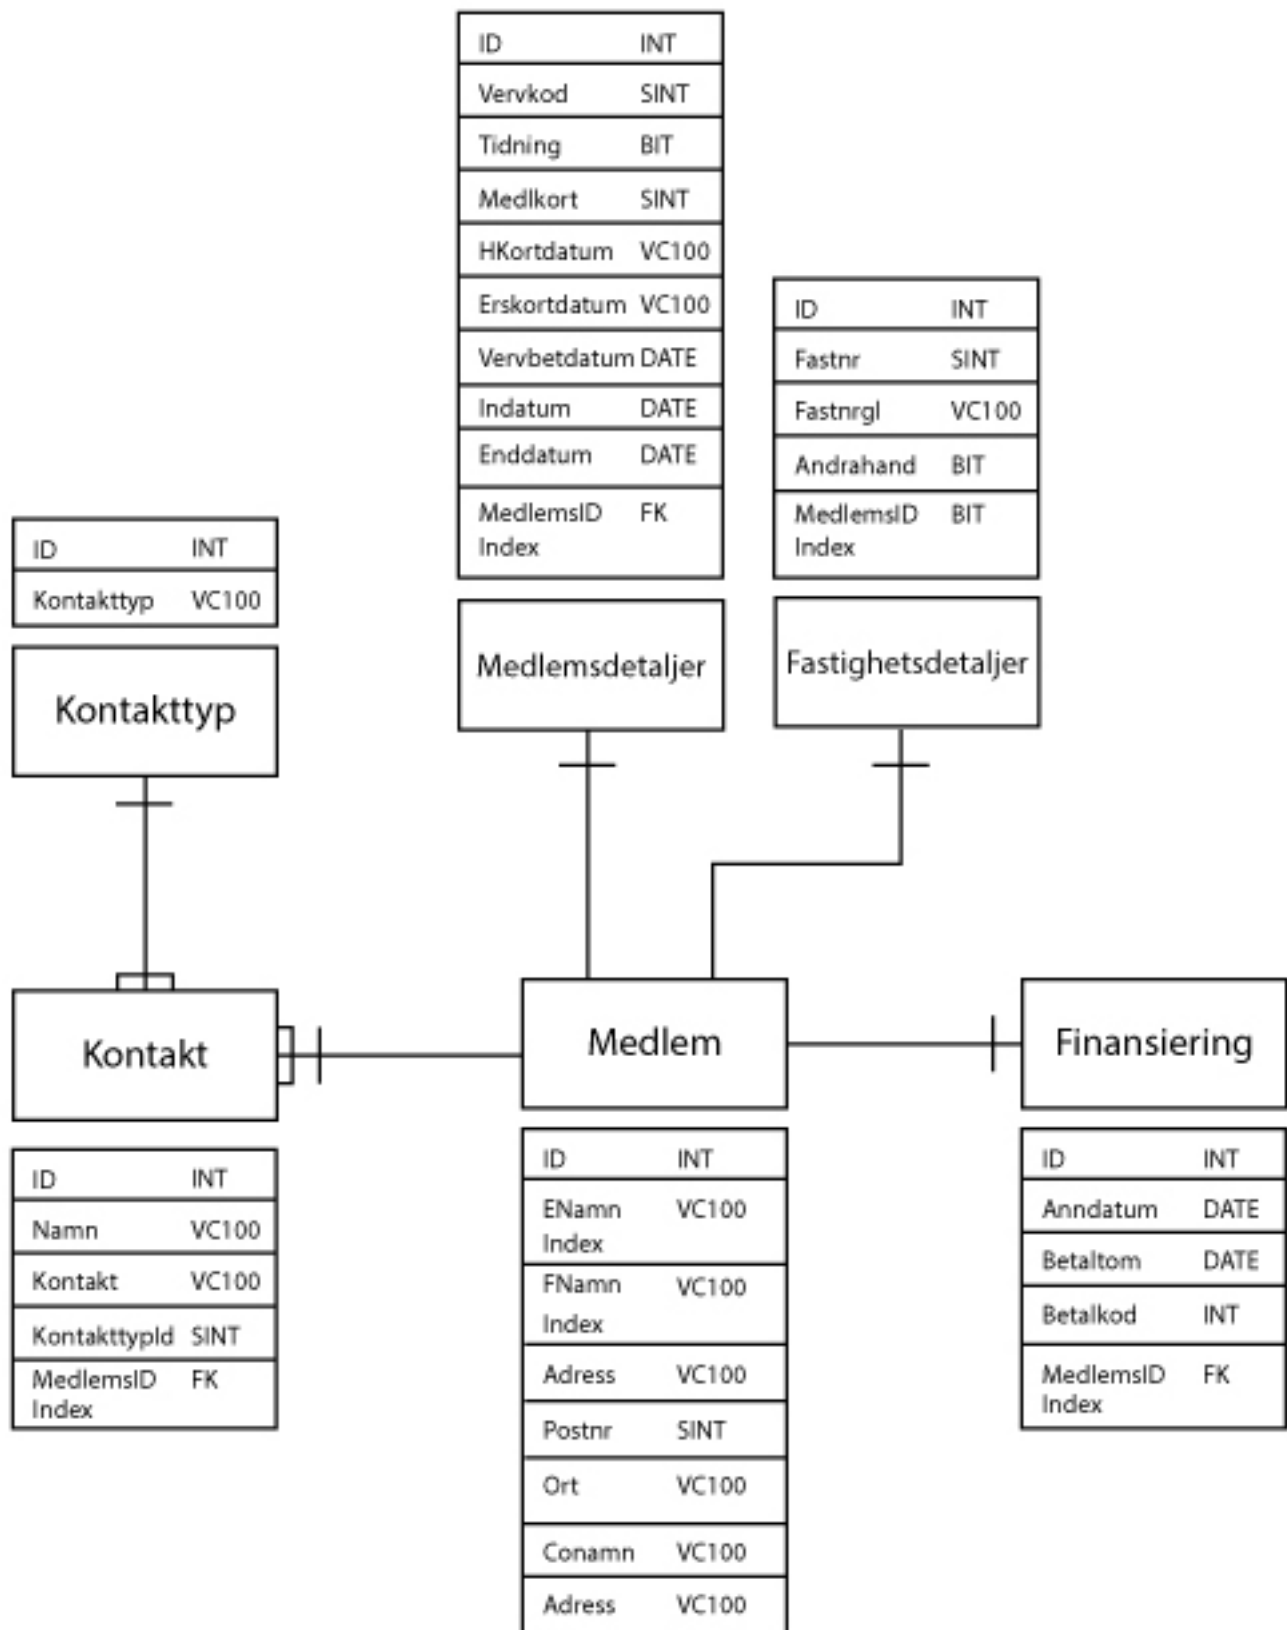 ID INT
Vervkod SINT
Tidning BIT
Medlkort SINT
HKortdatum VC100
Erskortdatum VC100
Vervbetdatum DATE
Indatum DATE
Enddatum DATE
MedlemsID FK
Index
ID INT
Fastnr SINT
Fastnrgl VC100
Andrahand BIT
MedlemsID BIT
Index
ID INT
Kontakttyp VC100
Kontakttyp
Medlemsdetaljer
Fastighetsdetaljer
Kontakt
Medlem
Finansiering
ID INT
Namn VC100
Kontakt VC100
KontakttypId SINT
MedlemsID FK
Index
ID INT
ENamn VC100
Index
FNamn VC100
Index
Adress VC100
Postnr SINT
Ort VC100
Conamn VC100
Adress VC100
ID INT
Anndatum DATE
Betaltom DATE
Betalkod INT
MedlemsID FK
Index